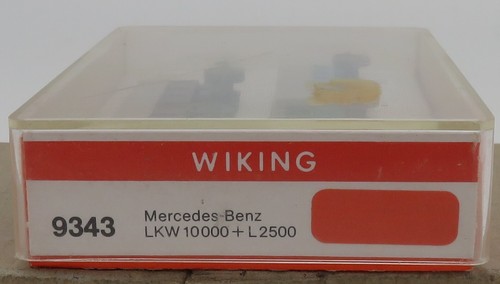 WIKING
9343
Mercedes-Benz
LKW 10000 + L 2500